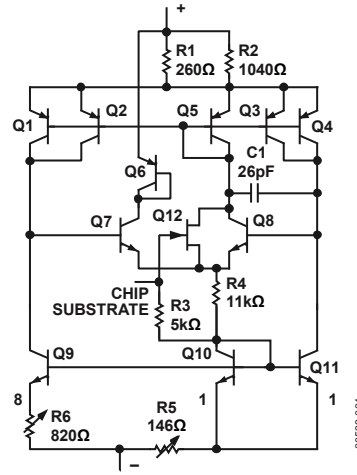 +
R1
260Ω
R2
1040Ω
Q1
Q2
Q5
Q3
Q4
C1
26pF
Q6
Q12
Q7
Q8
CHIP
SUBSTRATE
R3
5kΩ
R4
11kΩ
Q9
Q10
Q11
8
1
1
R6
820Ω
R5
146Ω
–